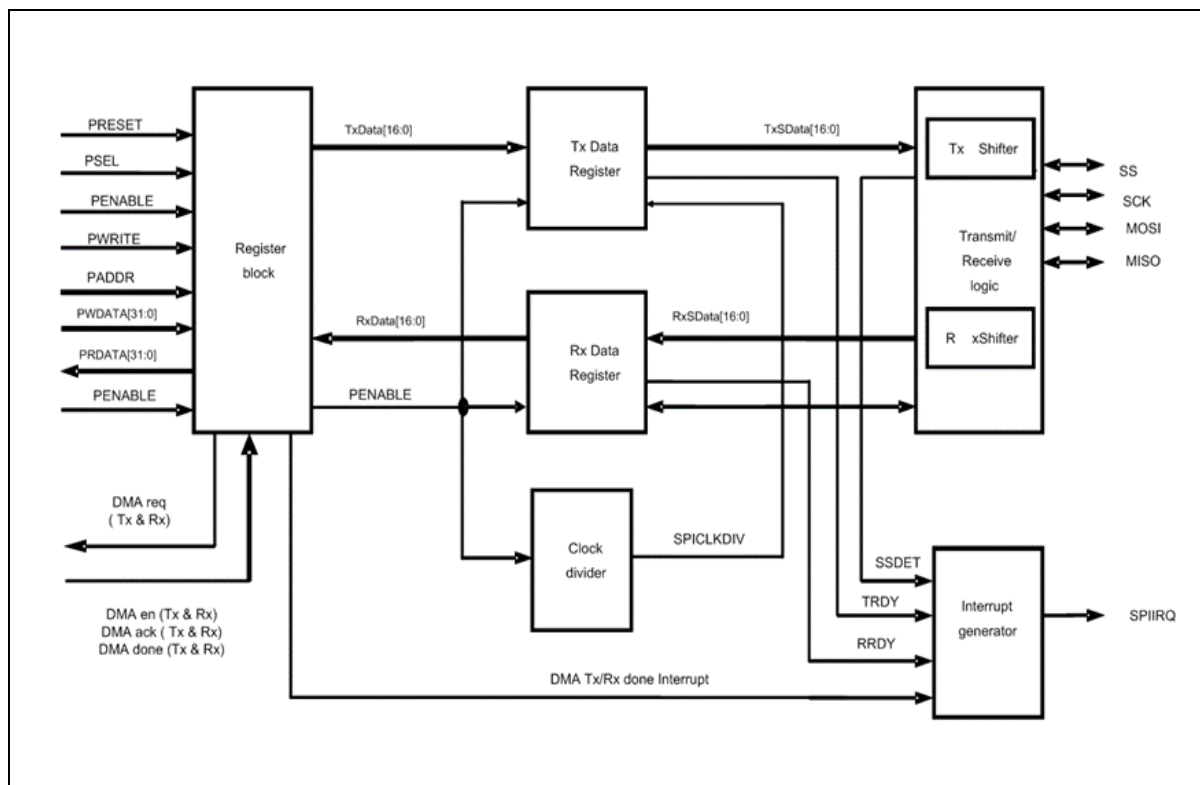 PRESET
PSEL
PENABLE
PWRITE
PADDR
PWDATA[31:0]
PRDATA[31:0]
PENABLE
Register
block
TxData[16:0]
RxData[16:0]
PENABLE
Tx Data
Register
Rx Data
Register
Clock
divider
TxSData[16:0]
RxSData[16:0]
SPICLKDIV
Tx Shifter
Transmit/
Receive
logic
R xShifter
SS
SCK
MOSI
MISO
DMA req
( Tx & Rx)
DMA en (Tx & Rx)
DMA ack ( Tx & Rx)
DMA done (Tx & Rx)
DMA Tx/Rx done Interrupt
SSDET
TRDY
RRDY
Interrupt
generator
SPIIRQ